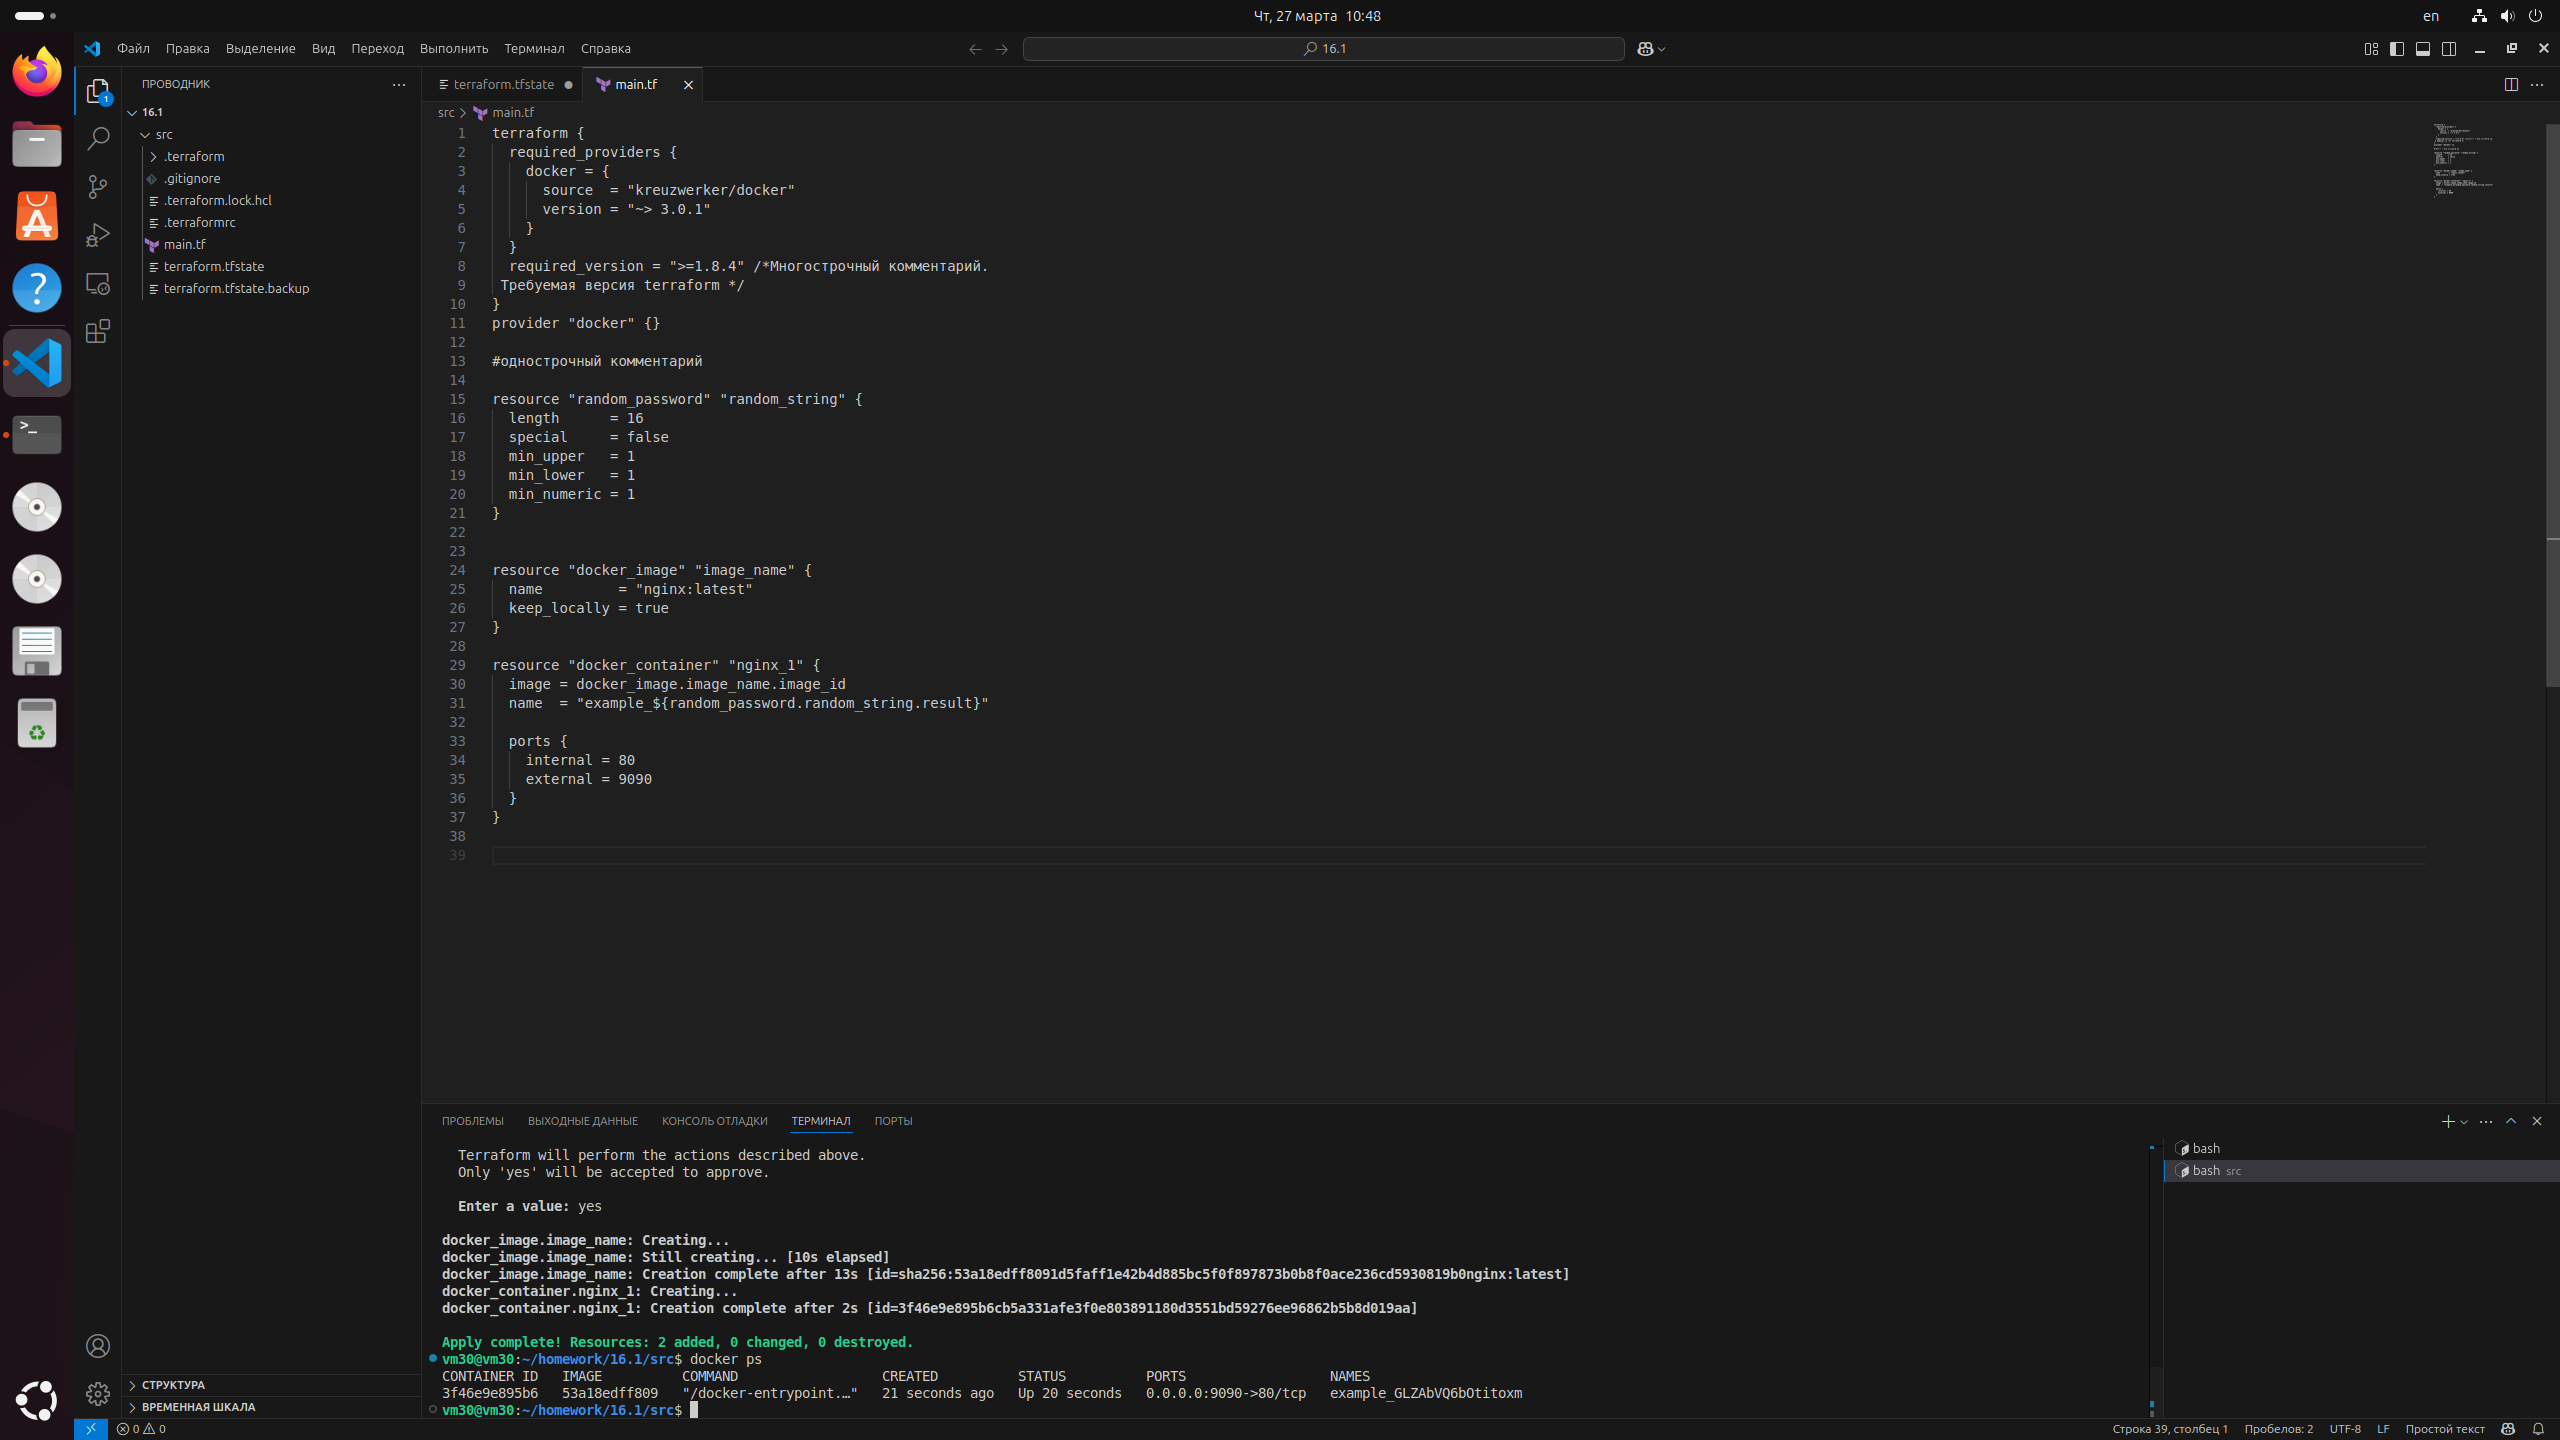 Чт, 27 марта 10:48
en
Файл Правка Выделение Вид Переход Выполнить Терминал Справка
16.1
ПРОВОДНИК
1
16.1
src
.terraform
.gitignore
.terraform.lock.hcl
.terraformrc
main.tf
terraform.tfstate
terraform.tfstate.backup
СТРУКТУРА
ВРЕМЕННАЯ ШКАЛА
terraform.tfstate main.tf
src main.tf
1 terraform {
2 required_providers {
3 docker = {
4 source = "kreuzwerker/docker"
5 version = "~> 3.0.1"
6 }
7 }
8 required_version = ">=1.8.4" /*Многострочный комментарий.
9 Требуемая версия terraform */
10 }
11 provider "docker" {}
12
13 #однострочный комментарий
14
15 resource "random_password" "random_string" {
16 length = 16
17 special = false
18 min_upper = 1
19 min_lower = 1
20 min_numeric = 1
21 }
22
23
24 resource "docker_image" "image_name" {
25 name = "nginx:latest"
26 keep_locally = true
27 }
28
29 resource "docker_container" "nginx_1" {
30 image = docker_image.image_name.image_id
31 name = "example_${random_password.random_string.result}"
32
33 ports {
34 internal = 80
35 external = 9090
36 }
37 }
38
39
ПРОБЛЕМЫ ВЫХОДНЫЕ ДАННЫЕ КОНСОЛЬ ОТЛАДКИ ТЕРМИНАЛ ПОРТЫ
Terraform will perform the actions described above.
Only 'yes' will be accepted to approve.
Enter a value: yes
docker_image.image_name: Creating...
docker_image.image_name: Still creating... [10s elapsed]
docker_image.image_name: Creation complete after 13s [id=sha256:53a18edff8091d5faff1e42b4d885bc5f0f897873b0b8f0ace236cd5930819b0nginx:latest]
docker_container.nginx_1: Creating...
docker_container.nginx_1: Creation complete after 2s [id=3f46e9e895b6cb5a331afe3f0e803891180d3551bd59276ee96862b5b8d019aa]
Apply complete! Resources: 2 added, 0 changed, 0 destroyed.
vm30@vm30:~/homework/16.1/src$ docker ps
CONTAINER ID IMAGE COMMAND CREATED STATUS PORTS NAMES
3f46e9e895b6 53a18edff809 "/docker-entrypoint.…" 21 seconds ago Up 20 seconds 0.0.0.0:9090->80/tcp example_GLZAbVQ6bOtitoxm
vm30@vm30:~/homework/16.1/src$
bash
bash src
0 0
Строка 39, столбец 1 Пробелов: 2 UTF-8 LF Простой текст